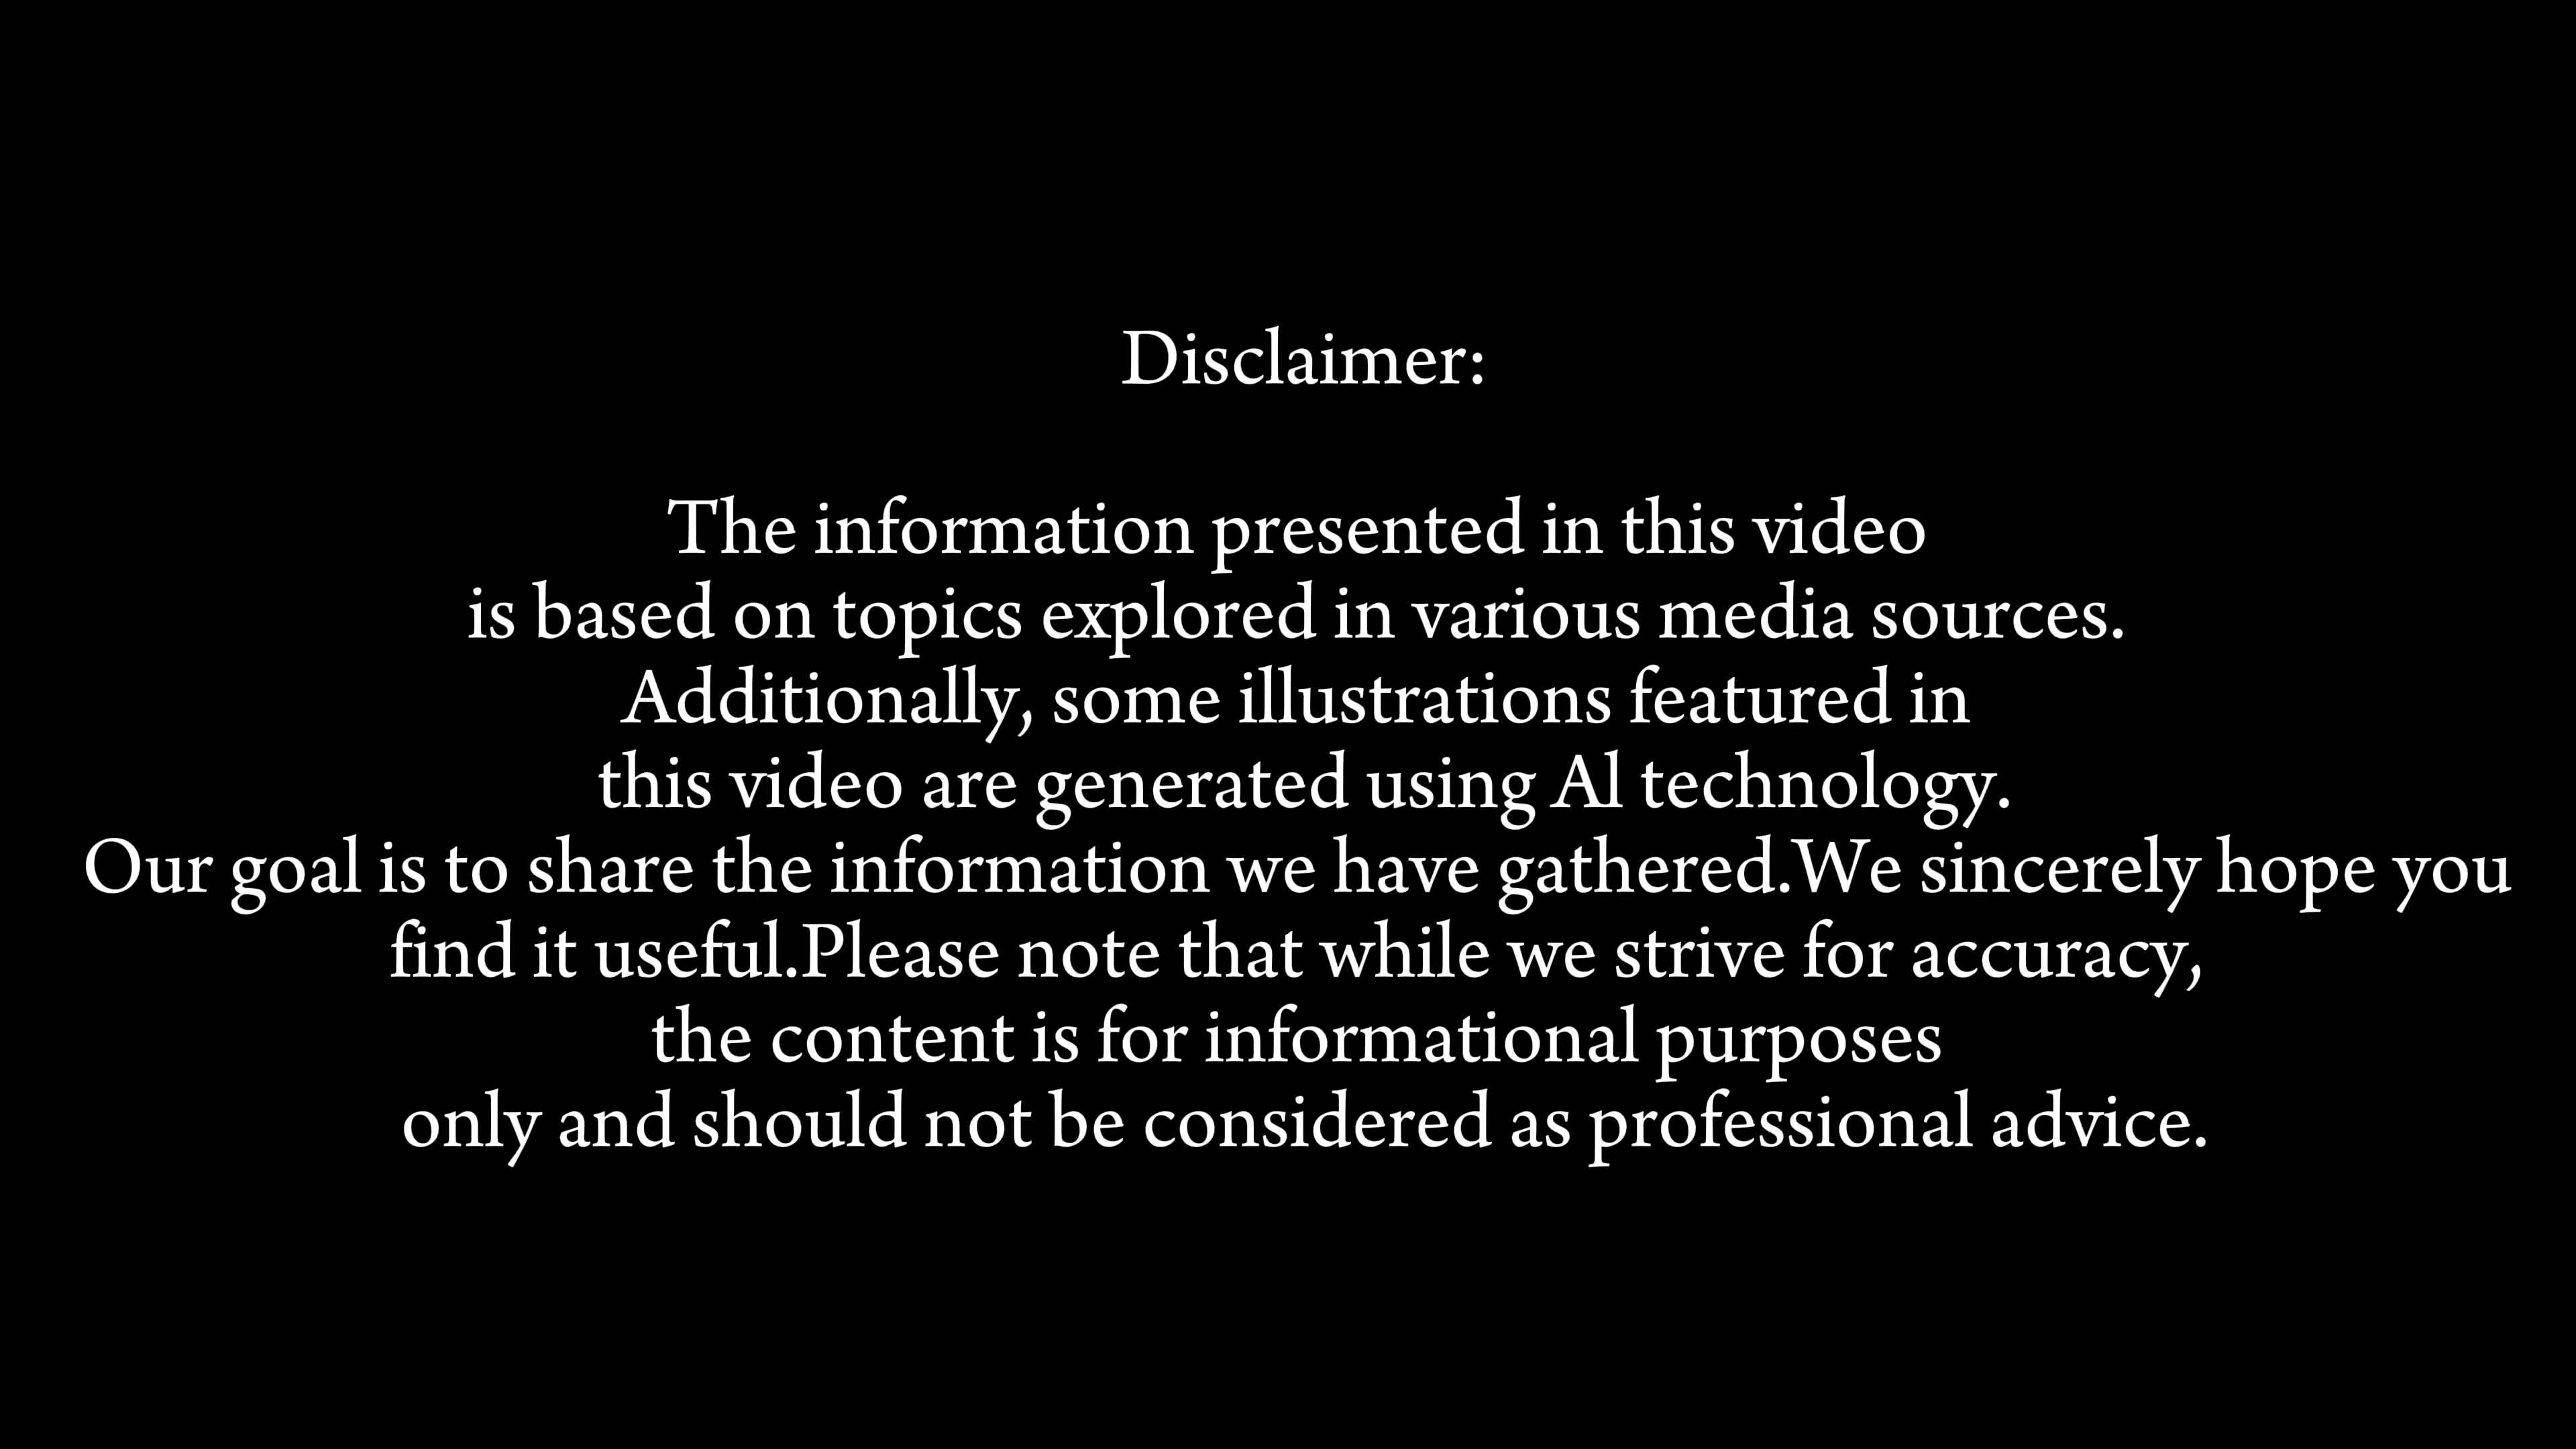 Disclaimer:
The information presented in this video
is based on topics explored in various media sources.
Additionally, some illustrations featured in
this video are generated using Al technology.
Our goal is to share the information we have gathered.We sincerely hope you
find it useful.Please note that while we strive for accuracy,
the content is for informational purposes
only and should not be considered as professional advice.